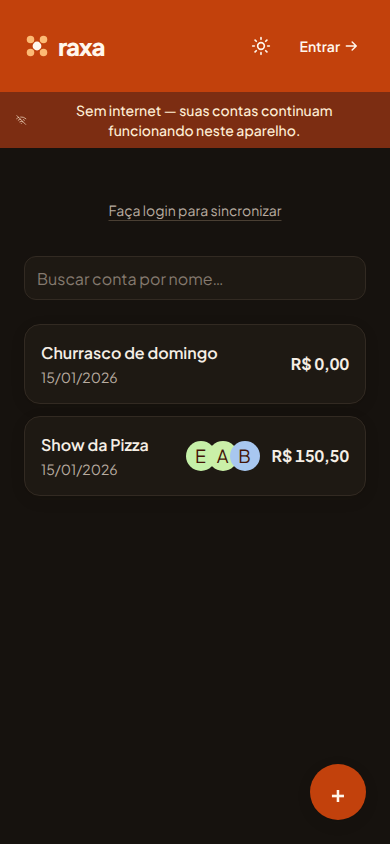 raxa
Entrar →
Sem internet — suas contas continuam
funcionando neste aparelho.
Faça login para sincronizar
Buscar conta por nome...
Churrasco de domingo
R$ 0,00
15/01/2026
Show da Pizza
E A B
R$ 150,50
15/01/2026
+